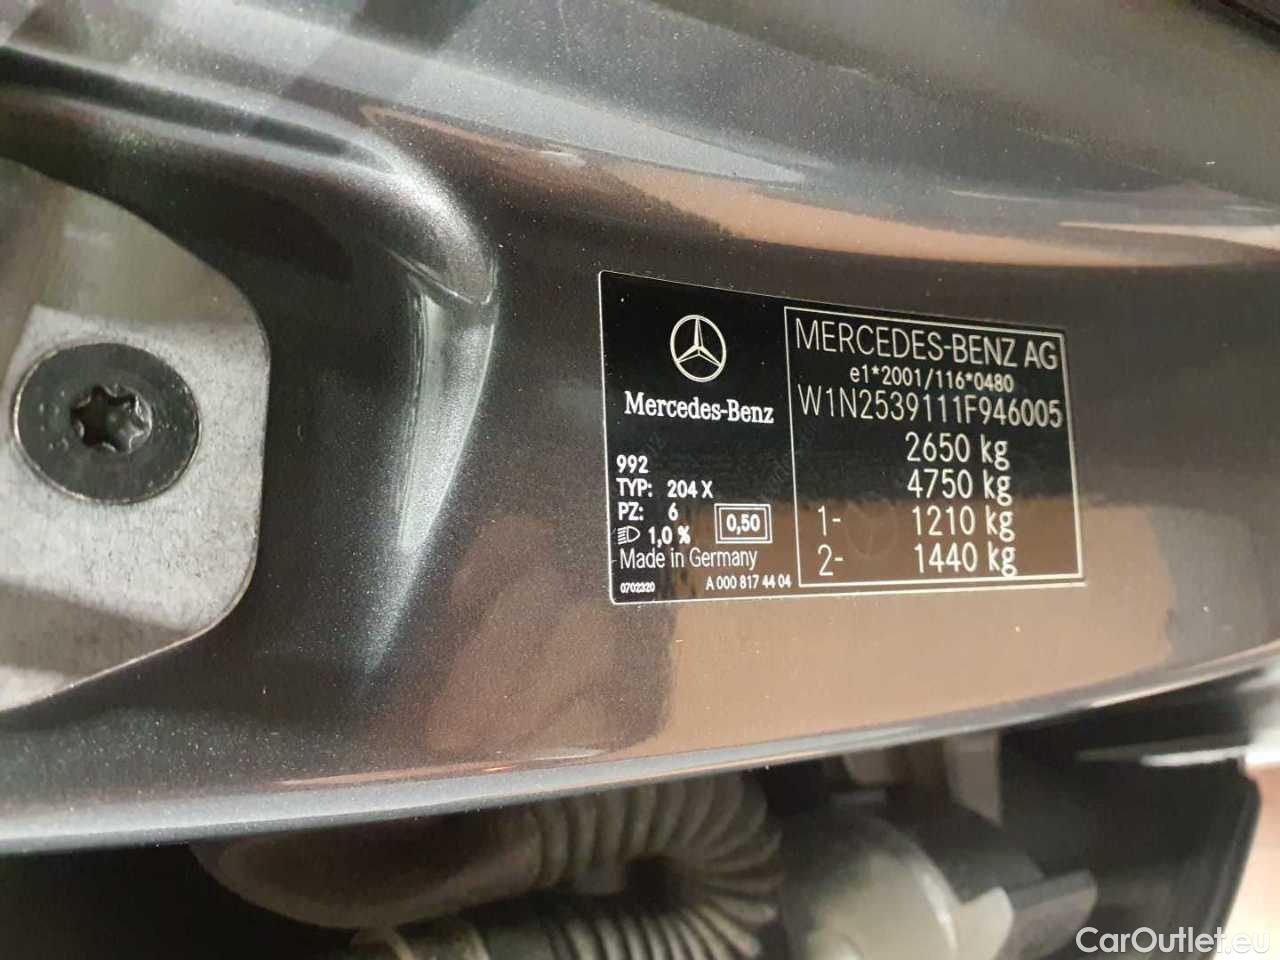 Mercedes-Benz
992
TYP: 204 X
PZ: 6
1,0 % 0,50
Made in Germany
0702320 A 000 817 44 04
MERCEDES-BENZ AG
e1*2001/116*0480
W1N2539111F946005
2650 kg
4750 kg
1- 1210 kg
2- 1440 kg
CarOutlet.eu